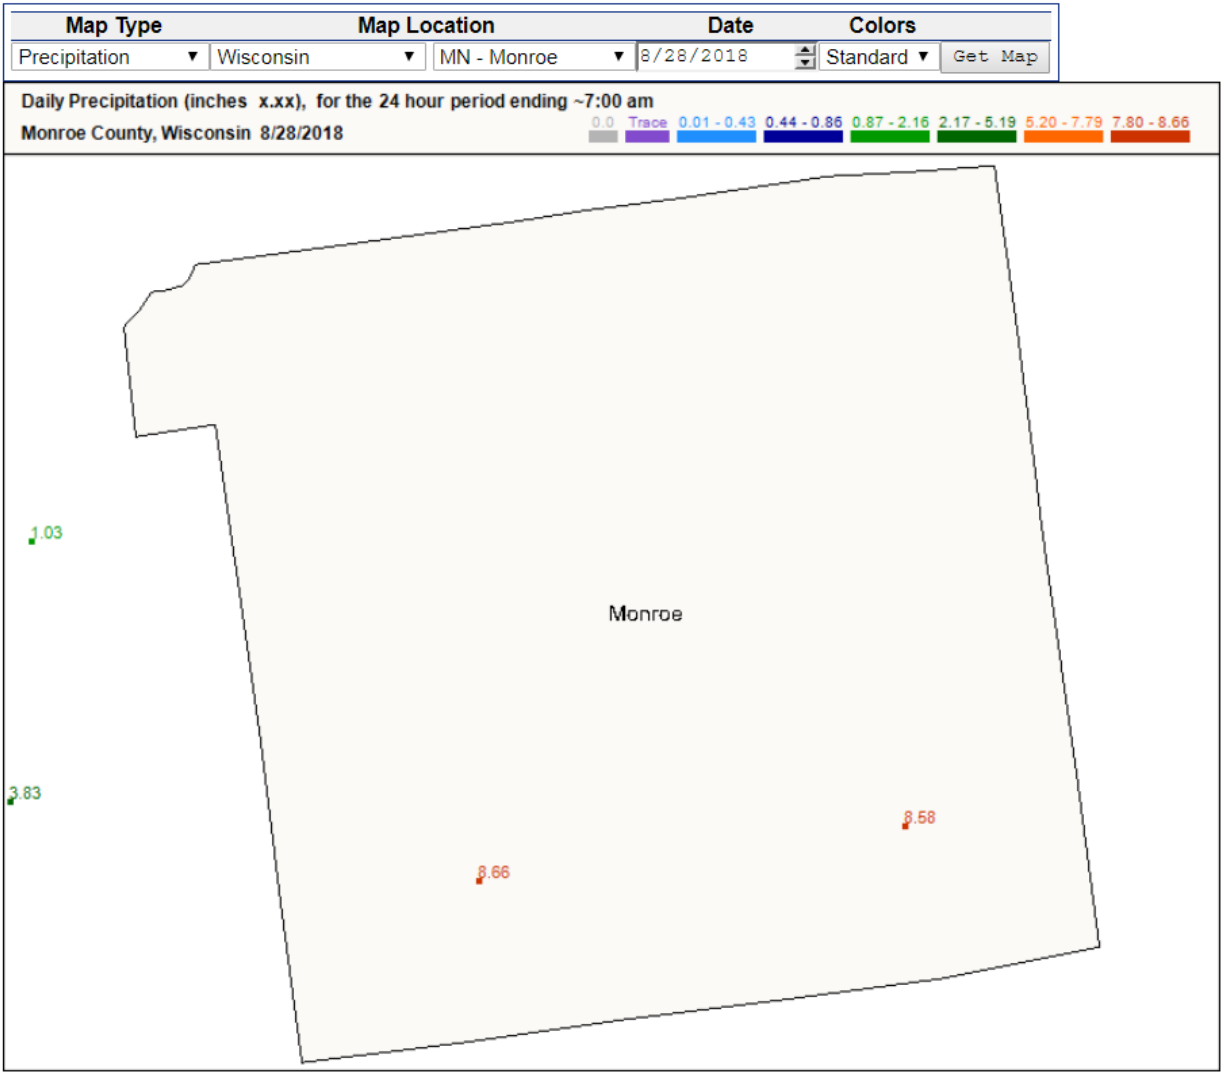 Map Type Map Location Date Colors
Precipitation Wisconsin MN - Monroe 8/28/2018 Standard Get Map
Daily Precipitation (inches x.xx), for the 24 hour period ending ~7:00 am
Monroe County, Wisconsin 8/28/2018
0.0 Trace 0.01 - 0.43 0.44 - 0.86 0.87 - 2.16 2.17 - 5.19 5.20 - 7.79 7.80 - 8.66
1.03
Monroe
3.83
8.58
8.66